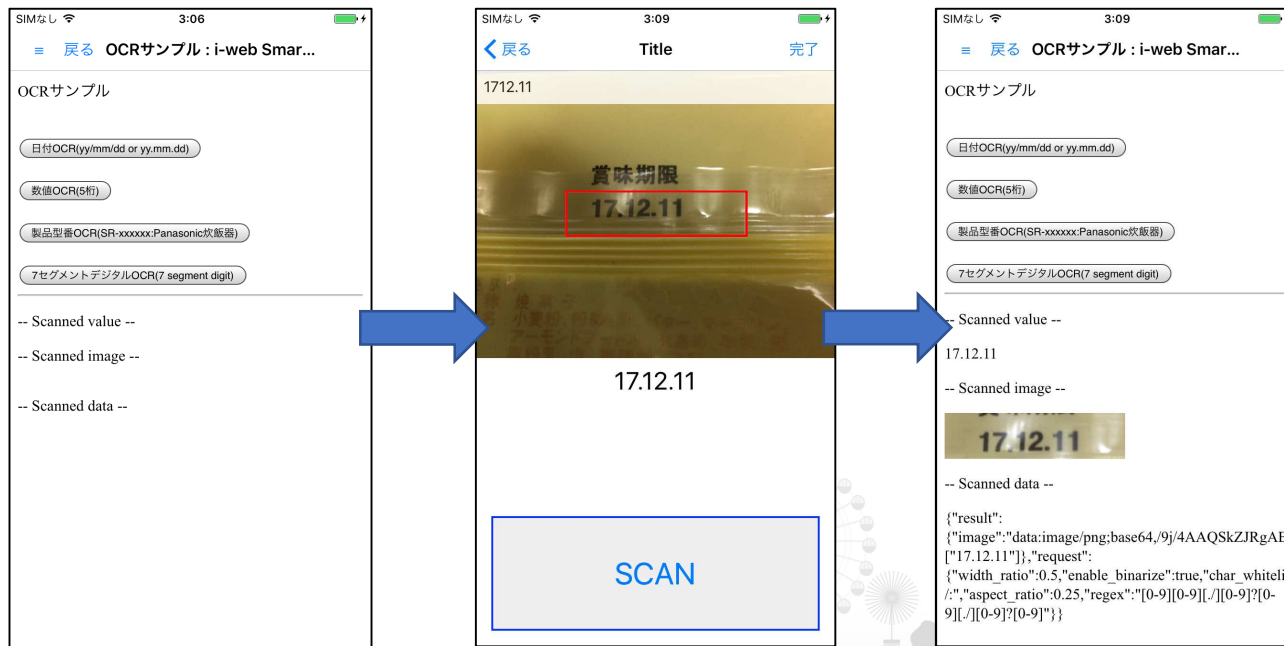 SIMなし 3:06
≡ 戻る OCRサンプル : i-web Smar...
OCRサンプル
日付OCR(yy/mm/dd or yy.mm.dd)
数値OCR(5桁)
製品型番OCR(SR-xxxxxx:Panasonic炊飯器)
7セグメントデジタルOCR(7 segment digit)
-- Scanned value --
-- Scanned image --
-- Scanned data --
SIMなし 3:09
戻る Title 完了
1712.11
賞味期限
17.12.11
17.12.11
SCAN
SIMなし 3:09
≡ 戻る OCRサンプル : i-web Smar...
OCRサンプル
日付OCR(yy/mm/dd or yy.mm.dd)
数値OCR(5桁)
製品型番OCR(SR-xxxxxx:Panasonic炊飯器)
7セグメントデジタルOCR(7 segment digit)
-- Scanned value --
17.12.11
-- Scanned image --
17.12.11
-- Scanned data --
{"result":
{"image":"data:image/png;base64,/9j/4AAQSkZJRgAB
["17.12.11"]},"request":
{"width_ratio":0.5,"enable_binarize":true,"char_whiteli
/:","aspect_ratio":0.25,"regex":"[0-9][0-9][./][0-9]?[0-
9][./][0-9]?[0-9]"}}